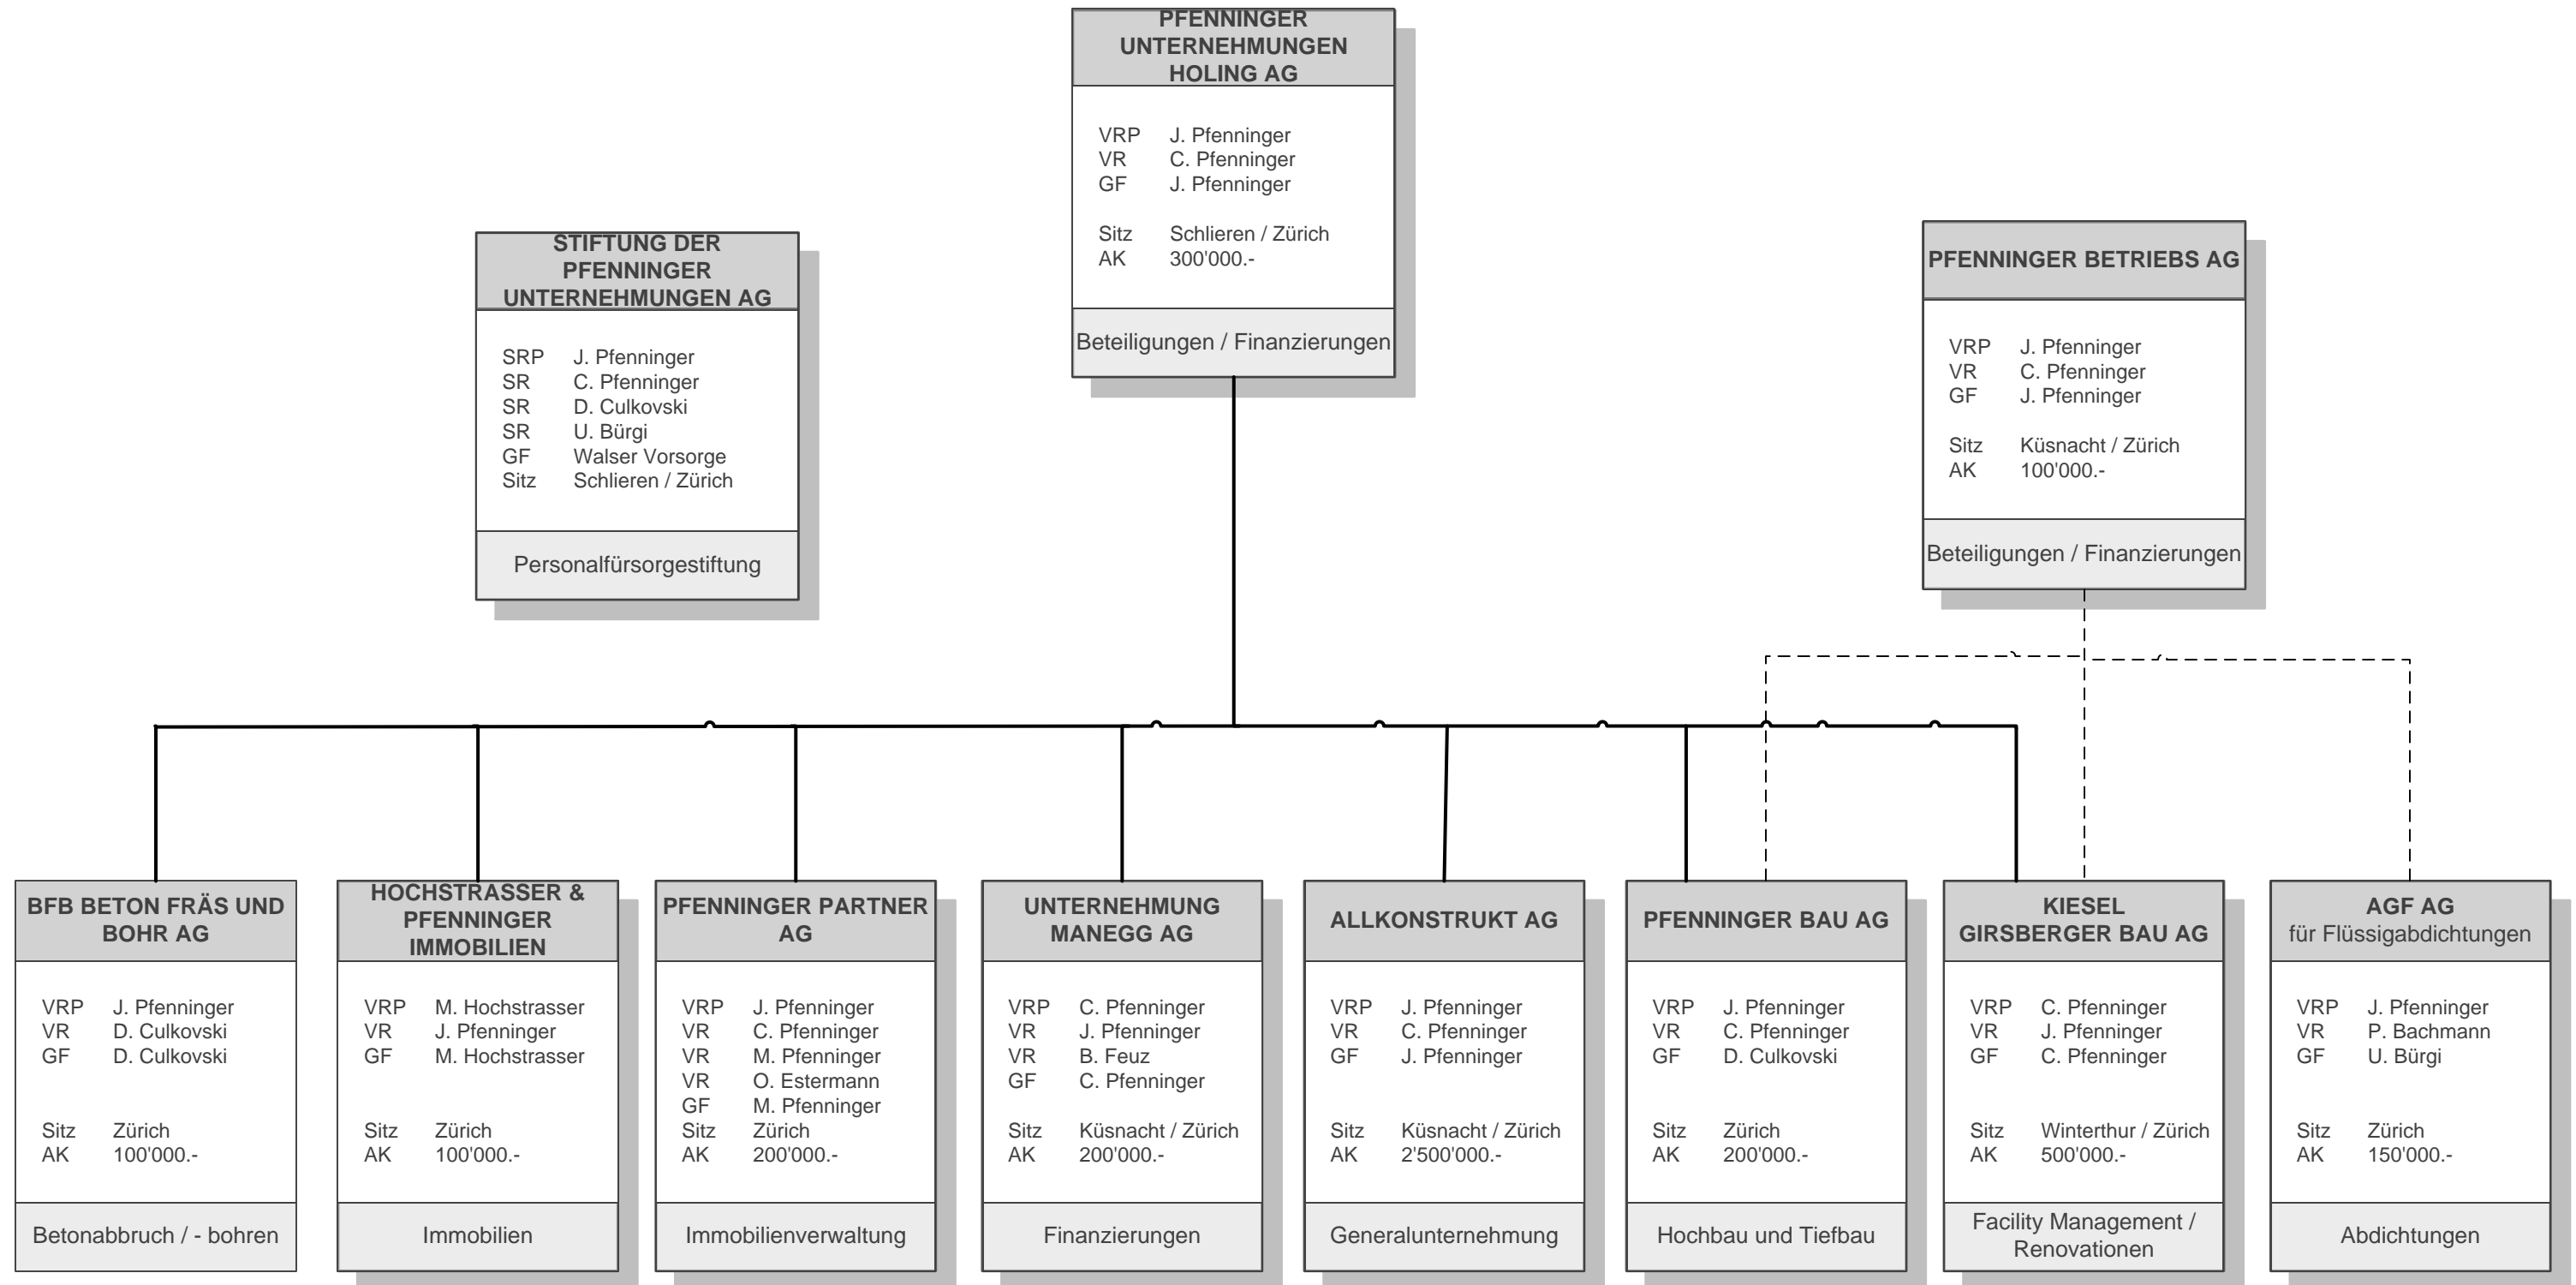 PFENNINGER
UNTERNEHMUNGEN
HOLING AG
VRP J. Pfenninger
VR C. Pfenninger
GF J. Pfenninger
Sitz Schlieren / Zürich
AK 300'000.-
Beteiligungen / Finanzierungen
STIFTUNG DER
PFENNINGER
UNTERNEHMUNGEN AG
SRP J. Pfenninger
SR C. Pfenninger
SR D. Culkovski
SR U. Bürgi
GF Walser Vorsorge
Sitz Schlieren / Zürich
Personalfürsorgestiftung
PFENNINGER BETRIEBS AG
VRP J. Pfenninger
VR C. Pfenninger
GF J. Pfenninger
Sitz Küsnacht / Zürich
AK 100'000.-
Beteiligungen / Finanzierungen
BFB BETON FRÄS UND
BOHR AG
VRP J. Pfenninger
VR D. Culkovski
GF D. Culkovski
Sitz Zürich
AK 100'000.-
Betonabbruch / - bohren
HOCHSTRASSER &
PFENNINGER
IMMOBILIEN
VRP M. Hochstrasser
VR J. Pfenninger
GF M. Hochstrasser
Sitz Zürich
AK 100'000.-
Immobilien
PFENNINGER PARTNER
AG
VRP J. Pfenninger
VR C. Pfenninger
VR M. Pfenninger
VR O. Estermann
GF M. Pfenninger
Sitz Zürich
AK 200'000.-
Immobilienverwaltung
UNTERNEHMUNG
MANEGG AG
VRP C. Pfenninger
VR J. Pfenninger
VR B. Feuz
GF C. Pfenninger
Sitz Küsnacht / Zürich
AK 200'000.-
Finanzierungen
ALLKONSTRUKT AG
VRP J. Pfenninger
VR C. Pfenninger
GF J. Pfenninger
Sitz Küsnacht / Zürich
AK 2'500'000.-
Generalunternehmung
PFENNINGER BAU AG
VRP J. Pfenninger
VR C. Pfenninger
GF D. Culkovski
Sitz Zürich
AK 200'000.-
Hochbau und Tiefbau
KIESEL
GIRSBERGER BAU AG
VRP C. Pfenninger
VR J. Pfenninger
GF C. Pfenninger
Sitz Winterthur / Zürich
AK 500'000.-
Facility Management /
Renovationen
AGF AG
für Flüssigabdichtungen
VRP J. Pfenninger
VR P. Bachmann
GF U. Bürgi
Sitz Zürich
AK 150'000.-
Abdichtungen